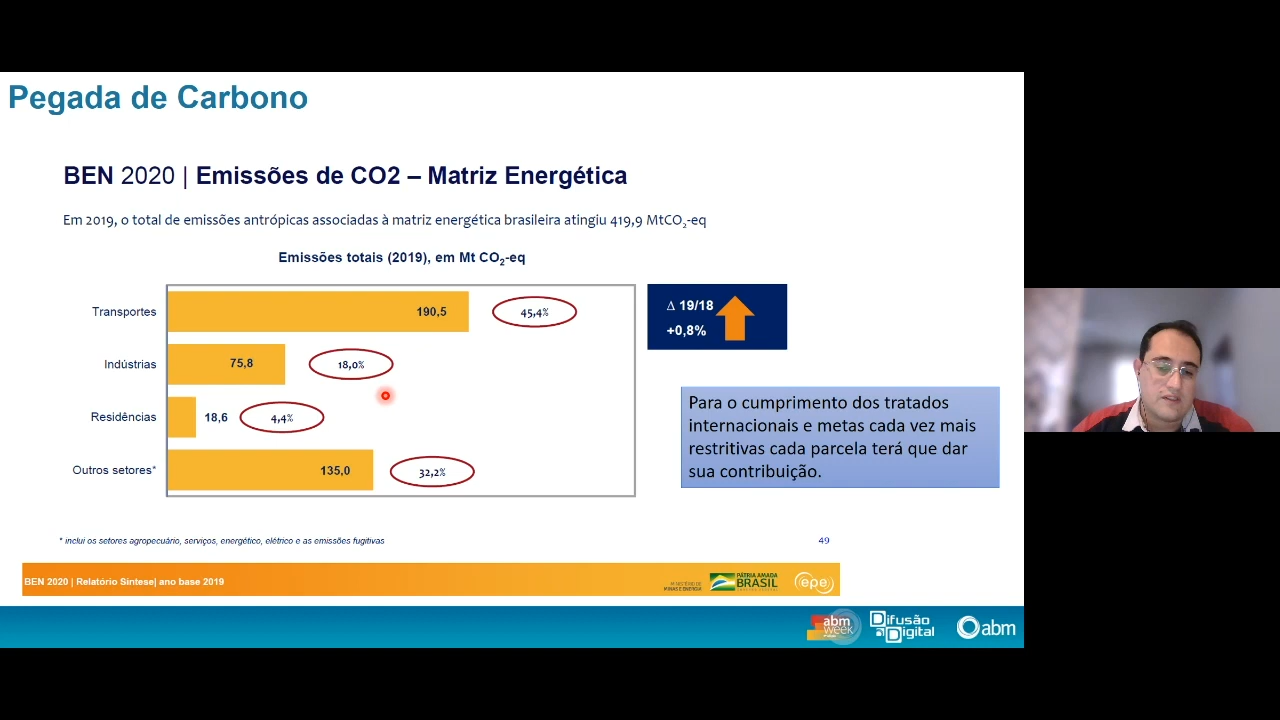 Pegada de Carbono
BEN 2020 | Emissões de CO2 – Matriz Energética
Em 2019, o total de emissões antrópicas associadas à matriz energética brasileira atingiu 419,9 MtCO2-eq
Emissões totais (2019), em Mt CO2-eq
Transportes 190,5 45,4%
Indústrias 75,8 18,0%
Residências 18,6 4,4%
Outros setores* 135,0 32,2%
Δ 19/18
+0,8%
Para o cumprimento dos tratados
internacionais e metas cada vez mais
restritivas cada parcela terá que dar
sua contribuição.
* inclui os setores agropecuário, serviços, energético, elétrico e as emissões fugitivas
49
BEN 2020 | Relatório Síntese| ano base 2019
MINISTÉRIO DE
MINAS E ENERGIA
PÁTRIA AMADA
BRASIL
epe
abm
week
Difusão
Digital
abm